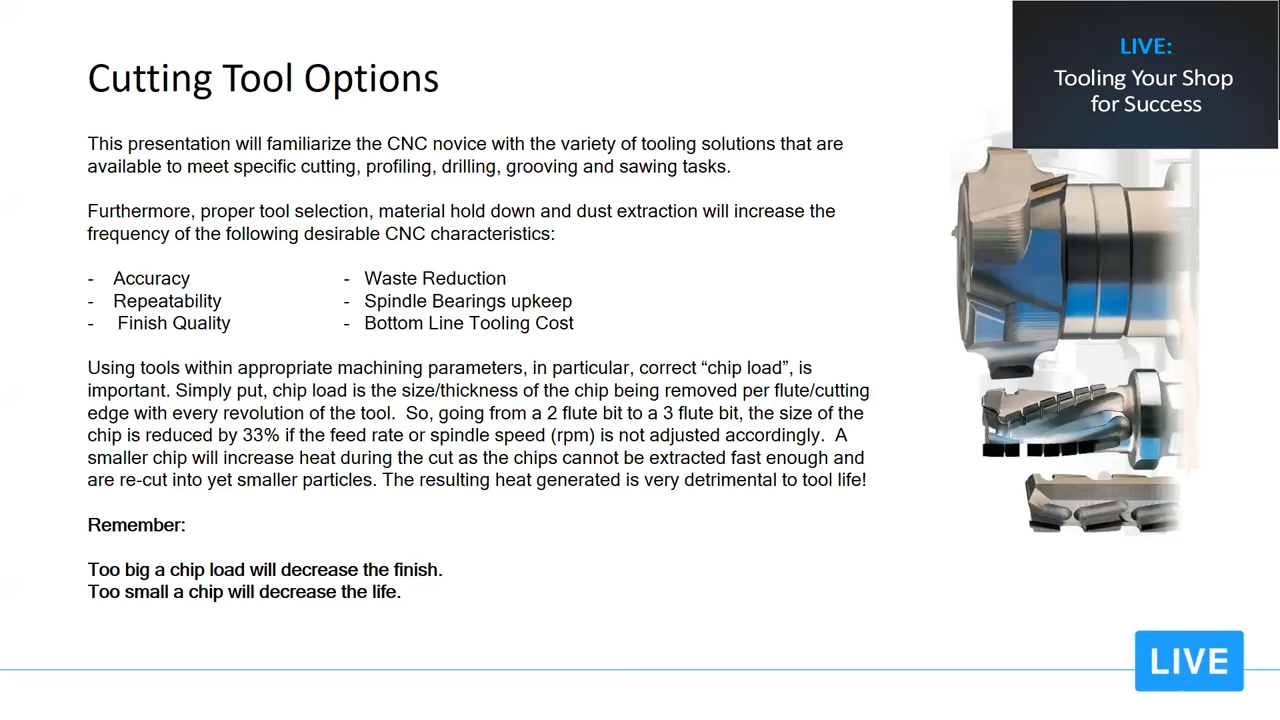 LIVE:
Tooling Your Shop
for Success
Cutting Tool Options
This presentation will familiarize the CNC novice with the variety of tooling solutions that are
available to meet specific cutting, profiling, drilling, grooving and sawing tasks.
Furthermore, proper tool selection, material hold down and dust extraction will increase the
frequency of the following desirable CNC characteristics:
- Accuracy
- Repeatability
- Finish Quality
- Waste Reduction
- Spindle Bearings upkeep
- Bottom Line Tooling Cost
Using tools within appropriate machining parameters, in particular, correct “chip load”, is
important. Simply put, chip load is the size/thickness of the chip being removed per flute/cutting
edge with every revolution of the tool. So, going from a 2 flute bit to a 3 flute bit, the size of the
chip is reduced by 33% if the feed rate or spindle speed (rpm) is not adjusted accordingly. A
smaller chip will increase heat during the cut as the chips cannot be extracted fast enough and
are re-cut into yet smaller particles. The resulting heat generated is very detrimental to tool life!
Remember:
Too big a chip load will decrease the finish.
Too small a chip will decrease the life.
LIVE